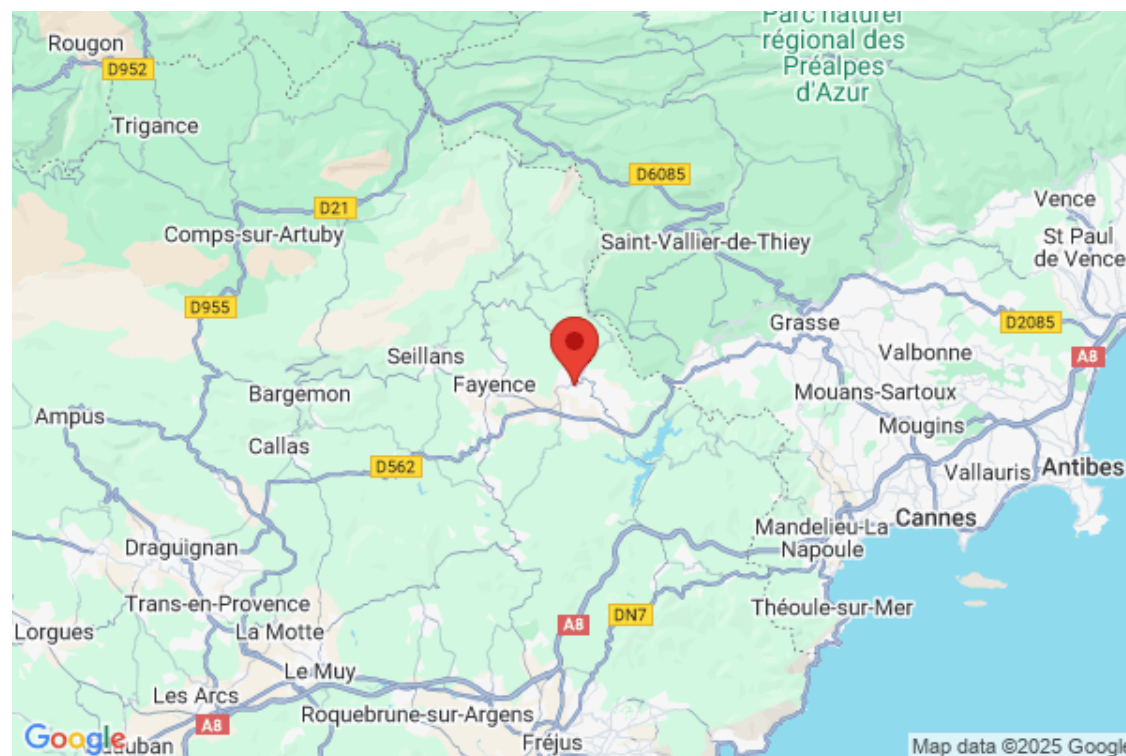 Parc naturel
régional des
Préalpes
d'Azur
Rougon
D952
Trigance
D6085
Vence
D21
Comps-sur-Artuby
Saint-Vallier-de-Thiey
St Paul
de Vence
D955
Grasse
D2085
Seillans
Valbonne
A8
Fayence
Bargemon
Mouans-Sartoux
Ampus
Mougins
Callas
D562
Vallauris
Antibes
Cannes
Mandelieu-La
Napoule
Draguignan
Trans-en-Provence
Théoule-sur-Mer
DN7
A8
Lorgues
La Motte
Le Muy
Les Arcs
Roquebrune-sur-Argens
A8
Fréjus
Google
Map data ©2025 Google